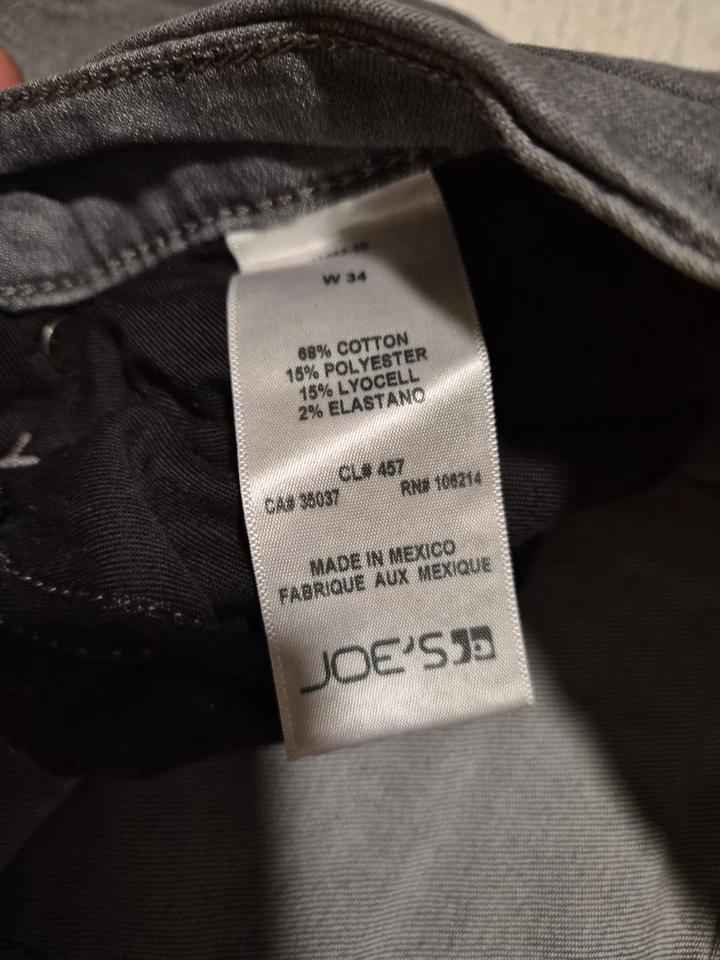 W 34
68% COTTON
15% POLYESTER
15% LYOCELL
2% ELASTANO
CL# 457
CA# 35037 RN# 106214
MADE IN MEXICO
FABRIQUE AUX MEXIQUE
JOE'S